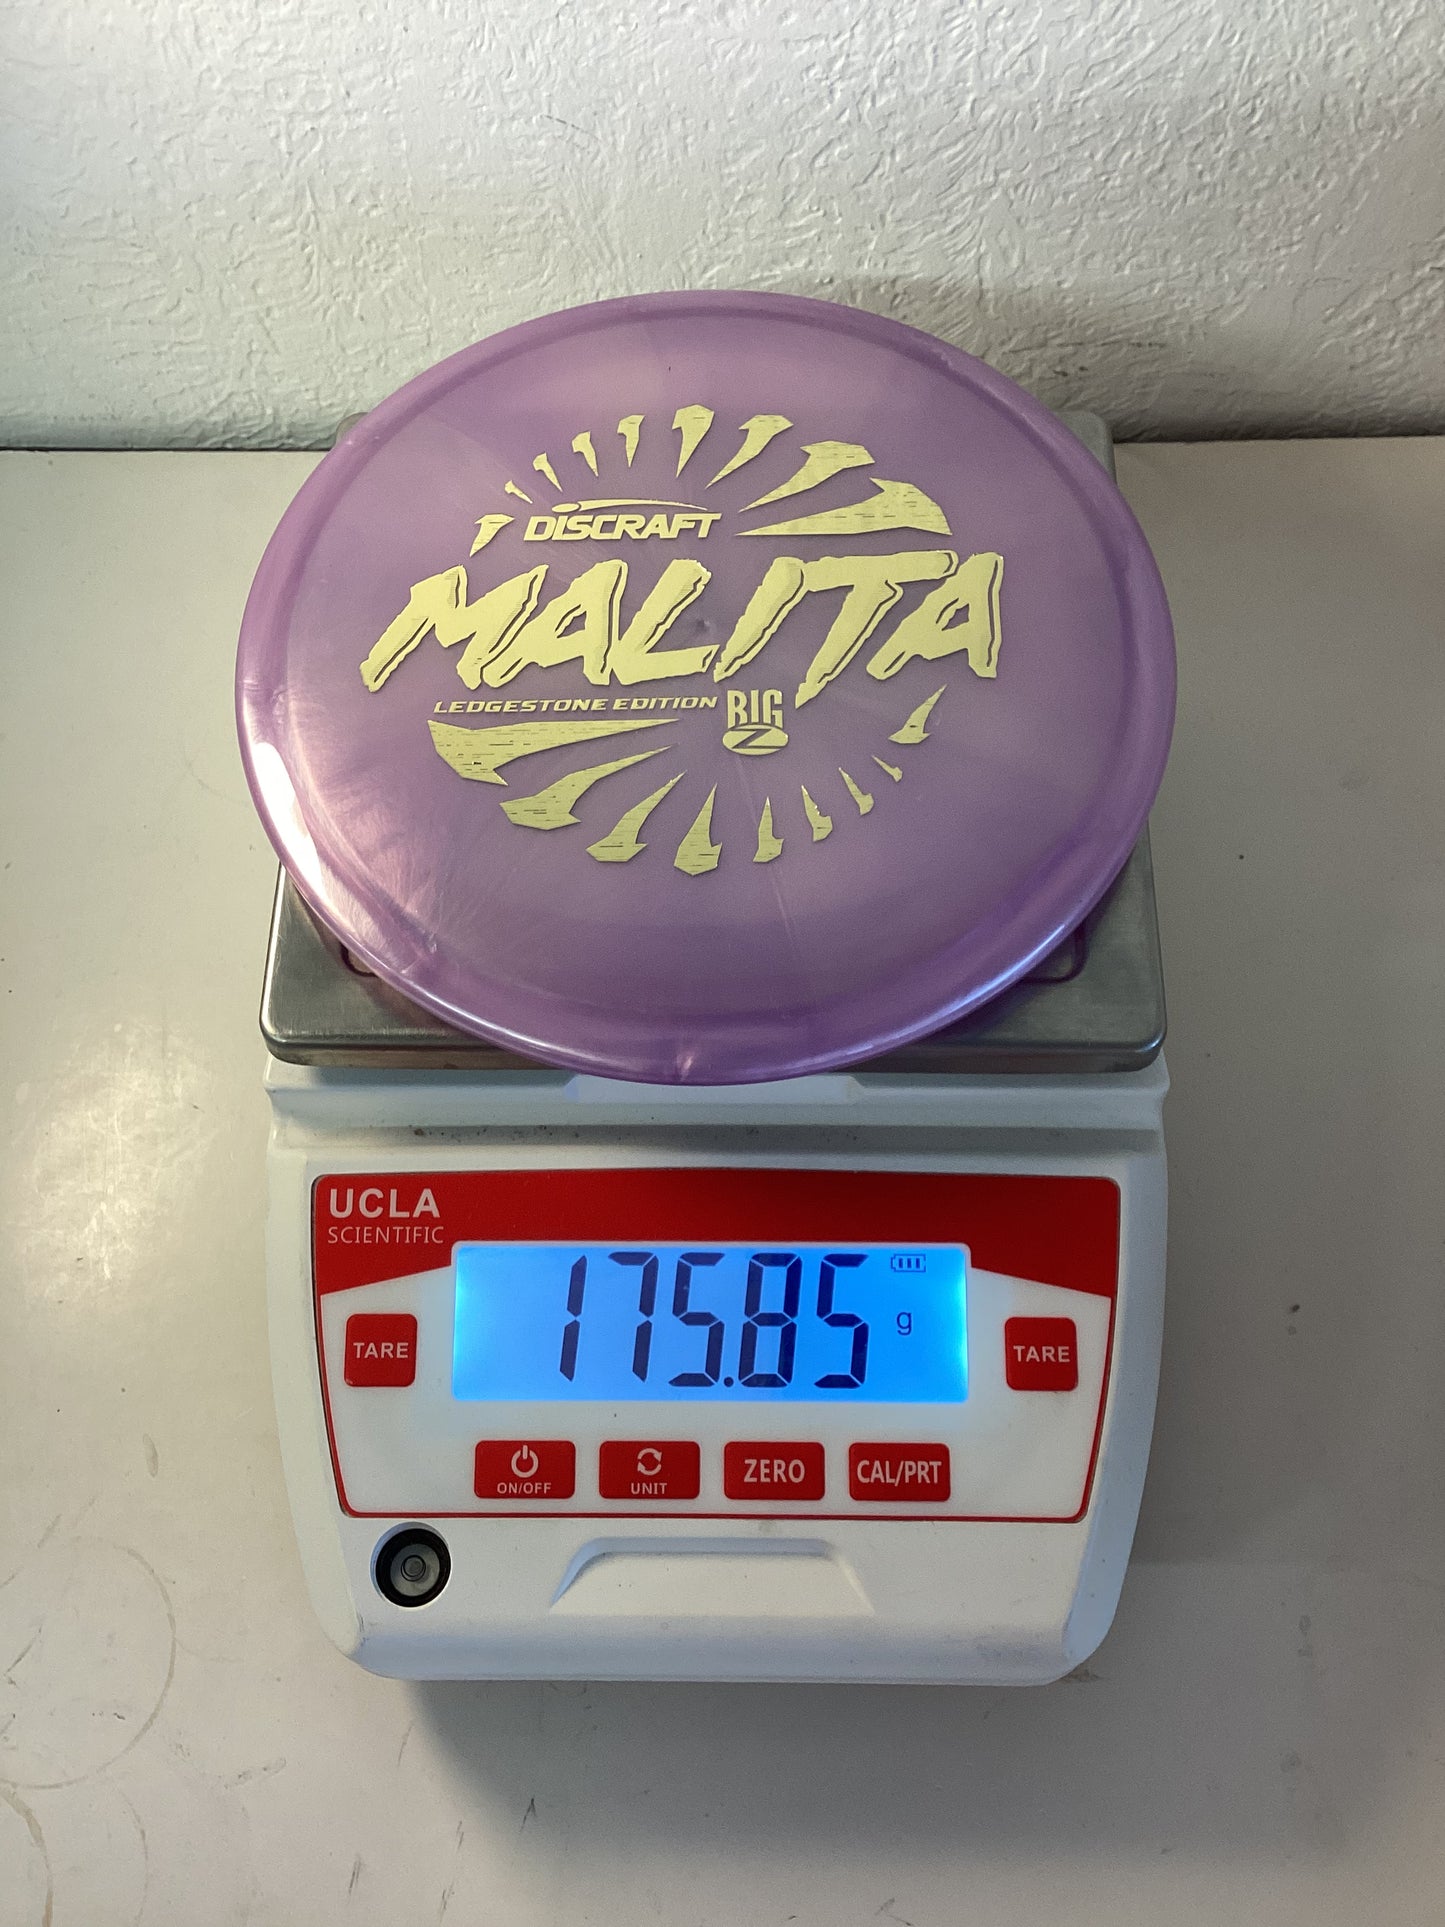 DISCRAFT
MALITA
LEDGESTONE EDITION BIG Z
UCLA
SCIENTIFIC
175.85 g
TARE
TARE
ON/OFF
UNIT
ZERO
CAL/PRT